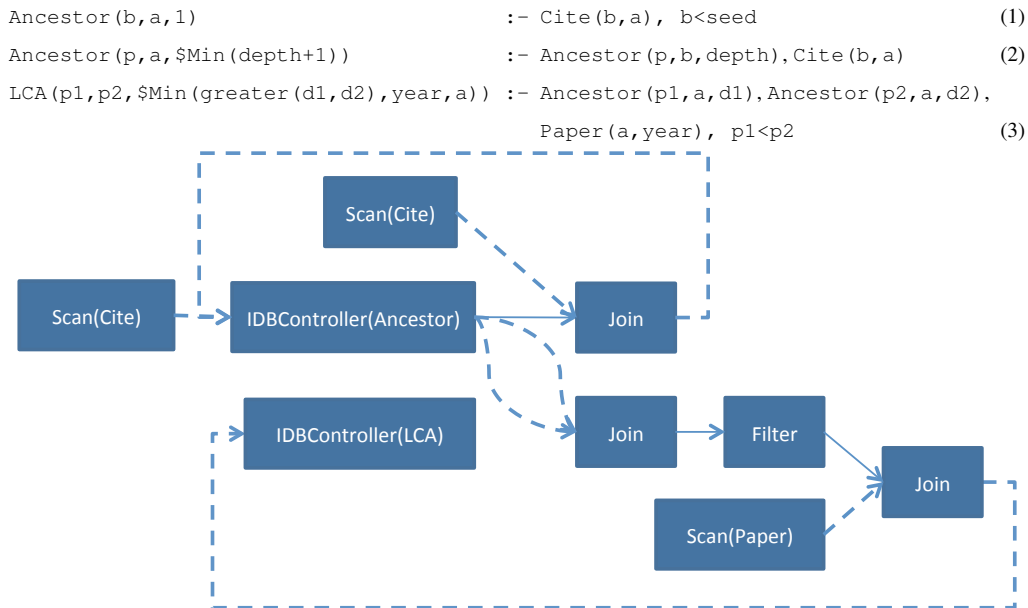 Ancestor(b,a,1) :- Cite(b,a), b<seed (1)
Ancestor(p,a,$Min(depth+1)) :- Ancestor(p,b,depth),Cite(b,a) (2)
LCA(p1,p2,$Min(greater(d1,d2),year,a)) :- Ancestor(p1,a,d1),Ancestor(p2,a,d2),
Paper(a,year), p1<p2 (3)
Scan(Cite)
Scan(Cite)
IDBController(Ancestor)
Join
IDBController(LCA)
Join
Filter
Join
Scan(Paper)